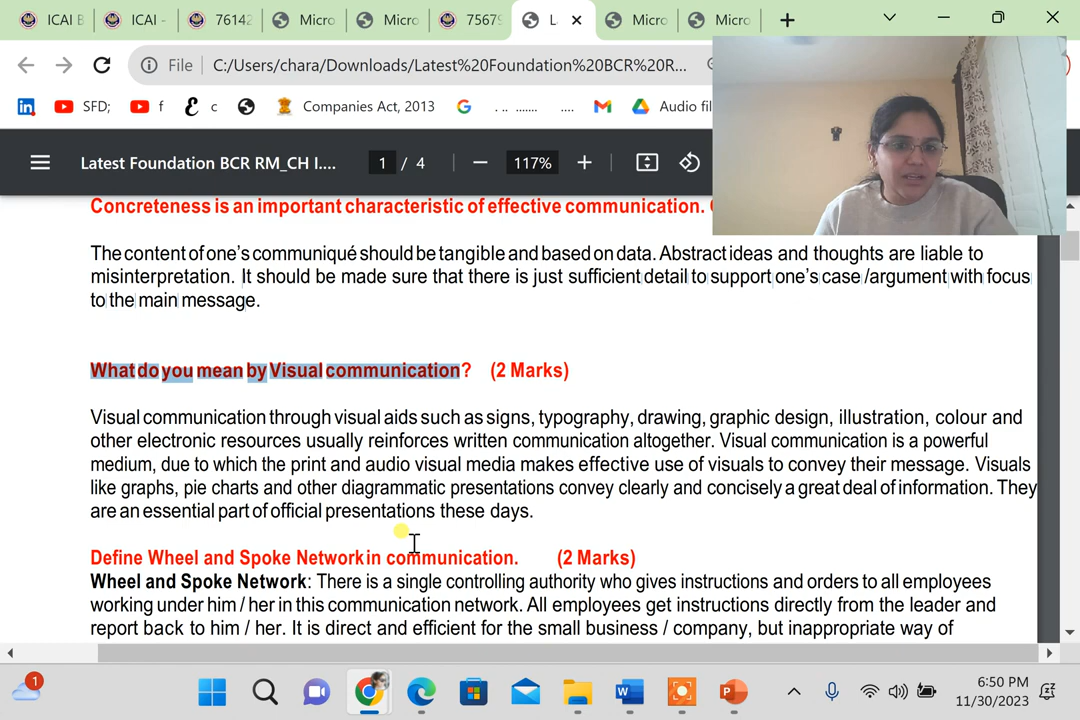 ICAI B
ICAI -
76142
Micro
Micro
7567
L
Micro
Micro
File C:/Users/chara/Downloads/Latest%20Foundation%20BCR%20R...
SFD;
f
c
Companies Act, 2013
. .. ....... ....
Audio fil
Latest Foundation BCR RM_CH I.... 1 / 4 117%
Concreteness is an important characteristic of effective communication.
The content of one's communiqué should be tangible and based on data. Abstract ideas and thoughts are liable to
misinterpretation. It should be made sure that there is just sufficient detail to support one's case /argument with focus
to the main message.
What do you mean by Visual communication? (2 Marks)
Visual communication through visual aids such as signs, typography, drawing, graphic design, illustration, colour and
other electronic resources usually reinforces written communication altogether. Visual communication is a powerful
medium, due to which the print and audio visual media makes effective use of visuals to convey their message. Visuals
like graphs, pie charts and other diagrammatic presentations convey clearly and concisely a great deal of information. They
are an essential part of official presentations these days.
Define Wheel and Spoke Network in communication. (2 Marks)
Wheel and Spoke Network: There is a single controlling authority who gives instructions and orders to all employees
working under him / her in this communication network. All employees get instructions directly from the leader and
report back to him / her. It is direct and efficient for the small business / company, but inappropriate way of
1
6:50 PM
11/30/2023